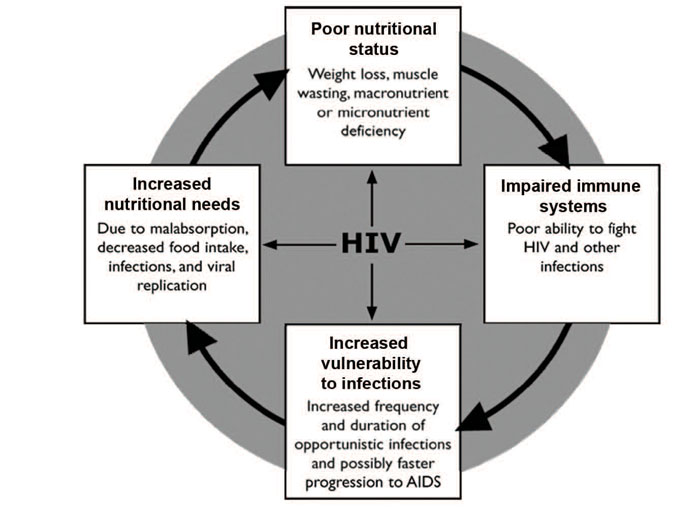 Poor nutritional
status
Weight loss, muscle
wasting, macronutrient
or micronutrient
deficiency
Increased
nutritional needs
Due to malabsorption,
decreased food intake,
infections, and viral
replication
HIV
Impaired immune
systems
Poor ability to fight
HIV and other
infections
Increased
vulnerability
to infections
Increased frequency
and duration of
opportunistic infections
and possibly faster
progression to AIDS